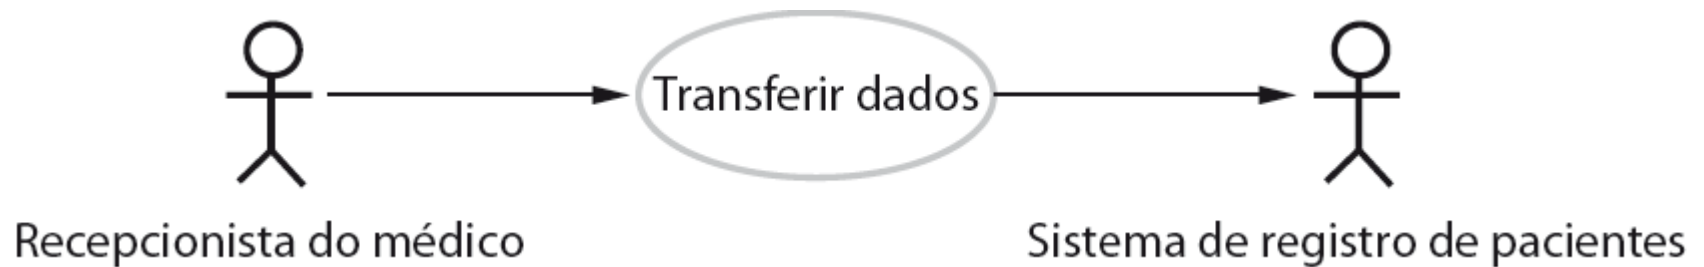 Transferir dados
Recepcionista do médico
Sistema de registro de pacientes